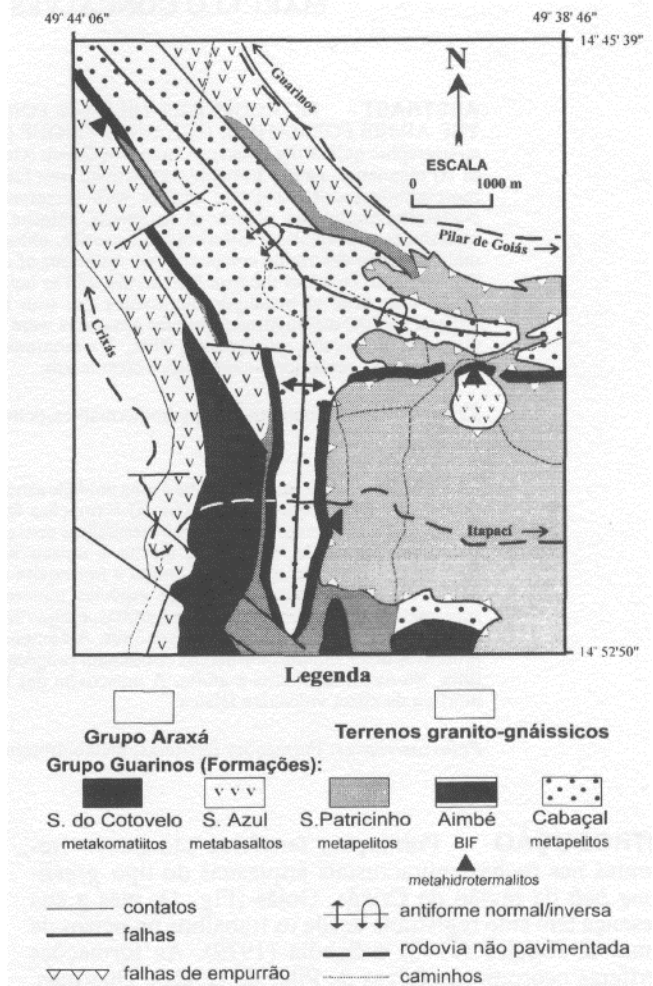 49° 44' 06"
49° 38' 46"
14° 45' 39"
Guarinos
N
ESCALA
0 1000 m
Pilar de Goiás
Crixás
Itapací
14° 52'50"
Legenda
Grupo Araxá
Terrenos granito-gnáissicos
Grupo Guarinos (Formações):
S. do Cotovelo
S. Azul
S.Patricinho
Aimbé
Cabaçal
metakomatiitos
metabasaltos
metapelitos
BIF
metapelitos
metahidrotermalitos
contatos
antiforme normal/inversa
falhas
rodovia não pavimentada
falhas de empurrão
caminhos